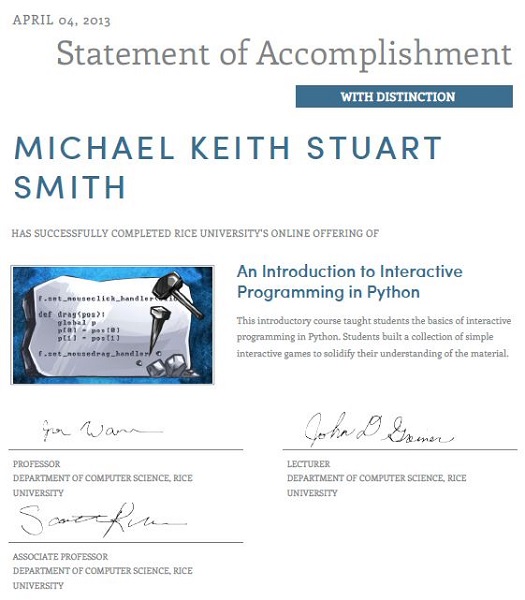 APRIL 04, 2013
Statement of Accomplishment
WITH DISTINCTION
MICHAEL KEITH STUART
SMITH
HAS SUCCESSFULLY COMPLETED RICE UNIVERSITY'S ONLINE OFFERING OF
f.set_mouseclick_handler
def drag(pos):
global p
p[0] = pos[0]
p[1] = pos[1]
f.set_mousedrag_handler
An Introduction to Interactive
Programming in Python
This introductory course taught students the basics of interactive
programming in Python. Students built a collection of simple
interactive games to solidify their understanding of the material.
Joe Warren
PROFESSOR
DEPARTMENT OF COMPUTER SCIENCE, RICE
UNIVERSITY
John D Greiner
LECTURER
DEPARTMENT OF COMPUTER SCIENCE, RICE
UNIVERSITY
Scott Rixner
ASSOCIATE PROFESSOR
DEPARTMENT OF COMPUTER SCIENCE, RICE
UNIVERSITY